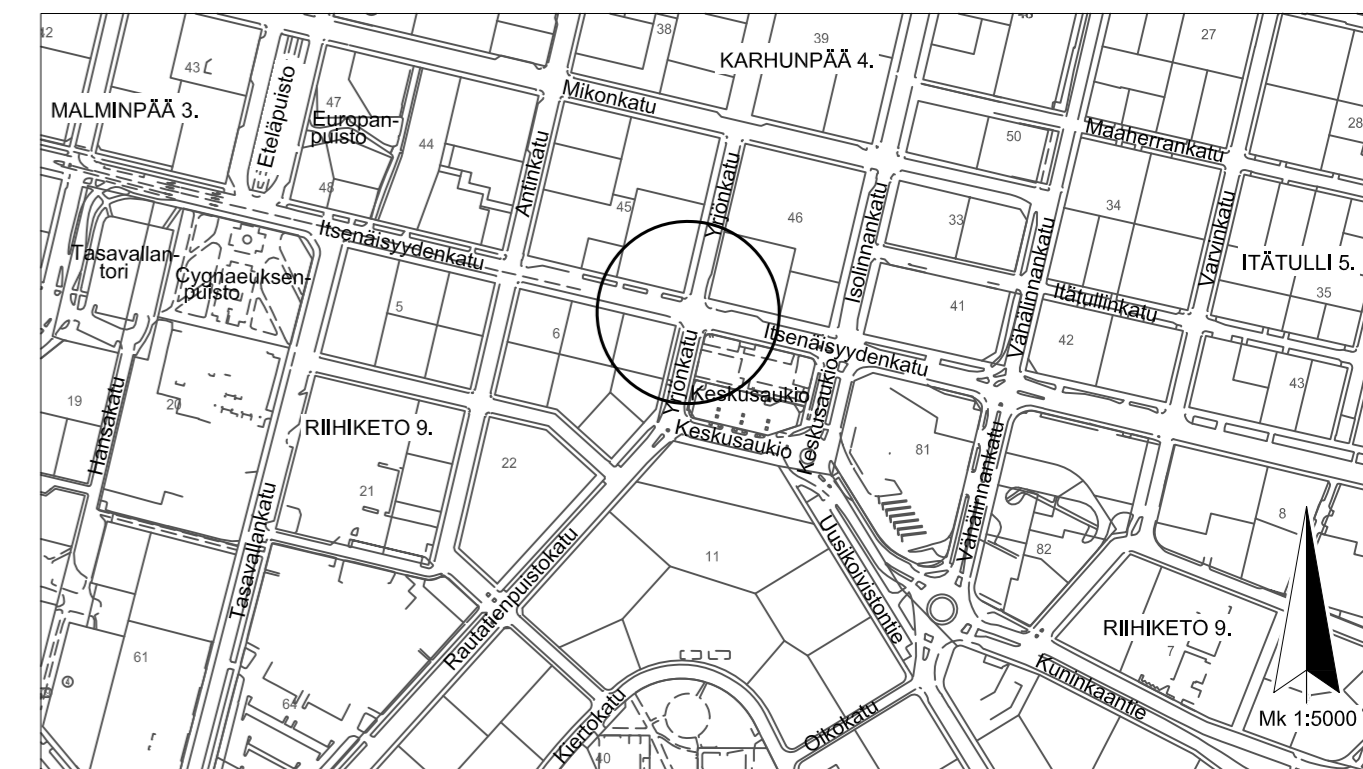 42
38
39
48
27
KARHUNPÄÄ 4.
43
MALMINPÄÄ 3.
Eteläpuisto
47
Europan-
puisto
44
Mikonkatu
50
Maaherrankatu
28
48
Antinkatu
45
Yrjönkatu
46
Isolinnankatu
33
34
Varvinkatu
ITÄTULLI 5.
35
Itsenäisyydenkatu
Tasavallan-
tori
Cygnaeuksen-
puisto
5
6
41
Vähälinnankatu
Itätullinkatu
42
43
Itsenäisyydenkatu
Yrjönkatu
Keskusaukio
Keskusaukio
Keskusaukio
19
Hansakatu
20
RIIHIKETO 9.
21
22
81
8
Tasavallankatu
Rautatienpuistokatu
11
Uusikoivistontie
Vähälinnankatu
82
RIIHIKETO 9.
7
61
4
64
Kiertokatu
40
Oikokatu
Kuninkaantie
Mk 1:5000